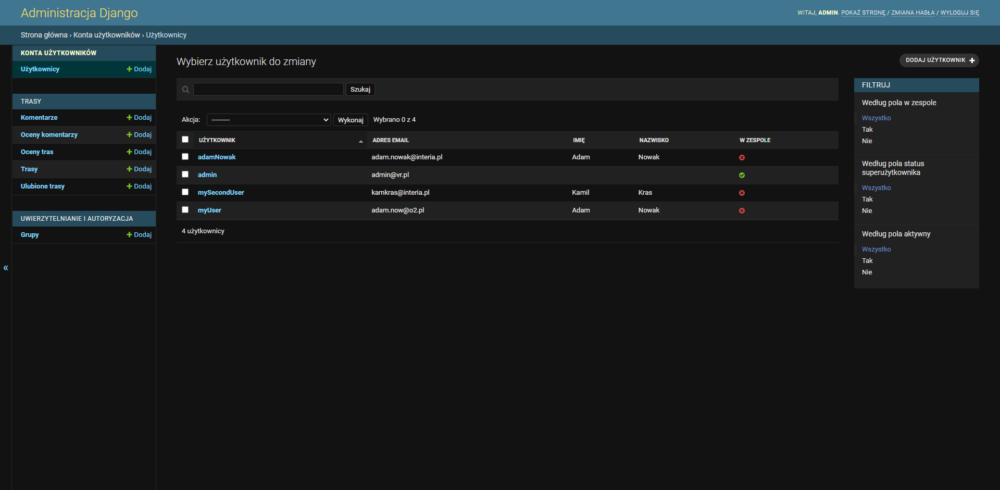 Administracja Django
WITAJ, ADMIN. POKAŻ STRONĘ / ZMIANA HASŁA / WYLOGUJ SIĘ
Strona główna › Konta użytkowników › Użytkownicy
KONTA UŻYTKOWNIKÓW
Użytkownicy + Dodaj
TRASY
Komentarze + Dodaj
Oceny komentarzy + Dodaj
Oceny tras + Dodaj
Trasy + Dodaj
Ulubione trasy + Dodaj
UWIERZYTELNIANIE I AUTORYZACJA
Grupy + Dodaj
«
Wybierz użytkownik do zmiany
DODAJ UŻYTKOWNIK +
Szukaj
Akcja: --------- Wykonaj Wybrano 0 z 4
UŻYTKOWNIK ADRES EMAIL IMIĘ NAZWISKO W ZESPOLE
adamNowak adam.nowak@interia.pl Adam Nowak
admin admin@vr.pl
mySecondUser kamkras@interia.pl Kamil Kras
myUser adam.now@o2.pl Adam Nowak
4 użytkownicy
FILTRUJ
Według pola w zespole
Wszystko
Tak
Nie
Według pola status
superużytkownika
Wszystko
Tak
Nie
Według pola aktywny
Wszystko
Tak
Nie